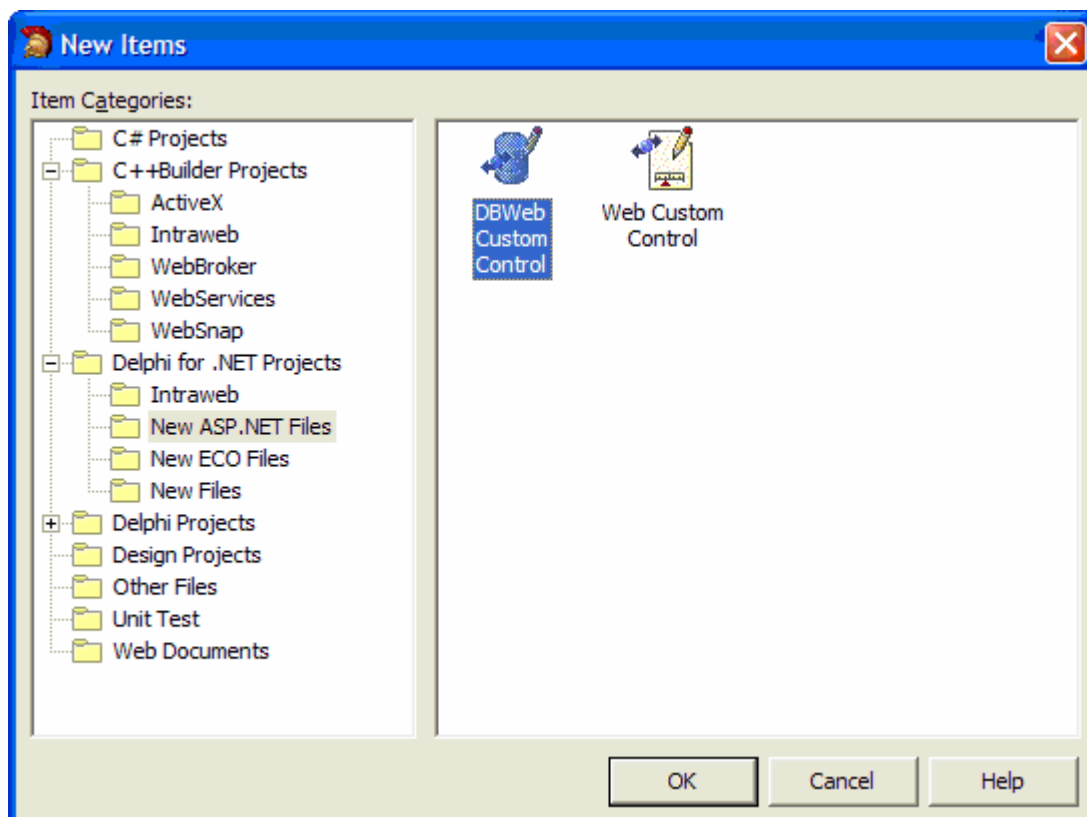 New Items
Item Categories:
C# Projects
C++Builder Projects
ActiveX
Intraweb
WebBroker
WebServices
WebSnap
Delphi for .NET Projects
Intraweb
New ASP.NET Files
New ECO Files
New Files
Delphi Projects
Design Projects
Other Files
Unit Test
Web Documents
DBWeb
Custom
Control
Web Custom
Control
OK
Cancel
Help